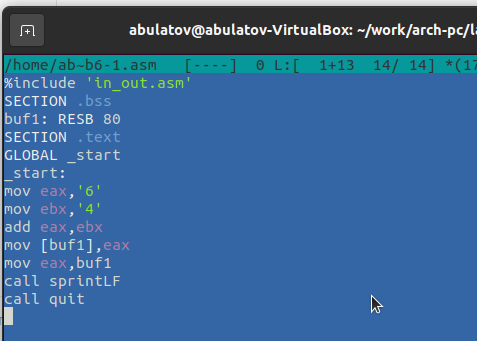 abulatov@abulatov-VirtualBox: ~/work/arch-pc/la
/home/ab~b6-1.asm   [----]  0 L:[  1+13  14/ 14] *(17
%include 'in_out.asm'
SECTION .bss
buf1: RESB 80
SECTION .text
GLOBAL _start
_start:
mov eax,'6'
mov ebx,'4'
add eax,ebx
mov [buf1],eax
mov eax,buf1
call sprintLF
call quit